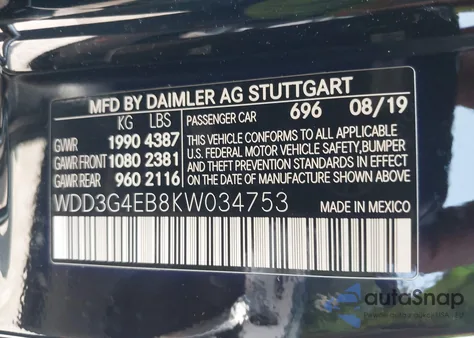 MFD BY DAIMLER AG STUTTGART
KG LBS PASSENGER CAR 696 08/19
GVWR 1990 4387 THIS VEHICLE CONFORMS TO ALL APPLICABLE
GAWR FRONT 1080 2381 U.S. FEDERAL MOTOR VEHICLE SAFETY, BUMPER
AND THEFT PREVENTION STANDARDS IN EFFECT
GAWR REAR 960 2116 ON THE DATE OF MANUFACTURE SHOWN ABOVE
WDD3G4EB8KW034753
MADE IN MEXICO
autoSnap